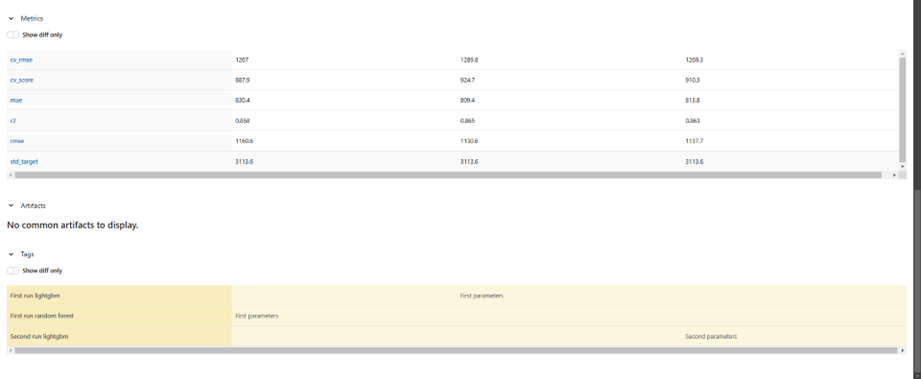 Metrics
Show diff only
cv_rmse 1267 1289.8 1269.3
cv_score 887.9 924.7 910.3
mae 830.4 809.4 813.8
r2 0.858 0.865 0.863
rmse 1160.6 1130.6 1137.7
std_target 3113.6 3113.6 3113.6
Artifacts
No common artifacts to display.
Tags
Show diff only
First run lightgbm First parameters
First run random forest First parameters
Second run lightgbm Second parameters